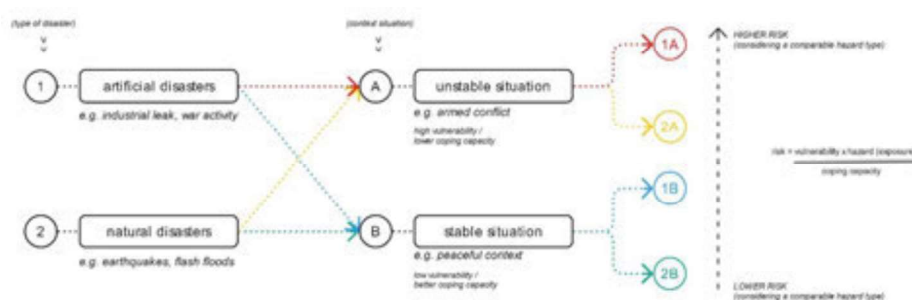 (type of disaster)
(context situation)
1
artificial disasters
e.g. industrial leak, war activity
A
unstable situation
e.g. armed conflict
high vulnerability /
lower coping capacity
1A
2A
HIGHER RISK
(considering a comparable hazard type)
risk = vulnerability x hazard (exposure)
coping capacity
2
natural disasters
e.g. earthquakes, flash floods
B
stable situation
e.g. peaceful context
low vulnerability /
better coping capacity
1B
2B
LOWER RISK
(considering a comparable hazard type)